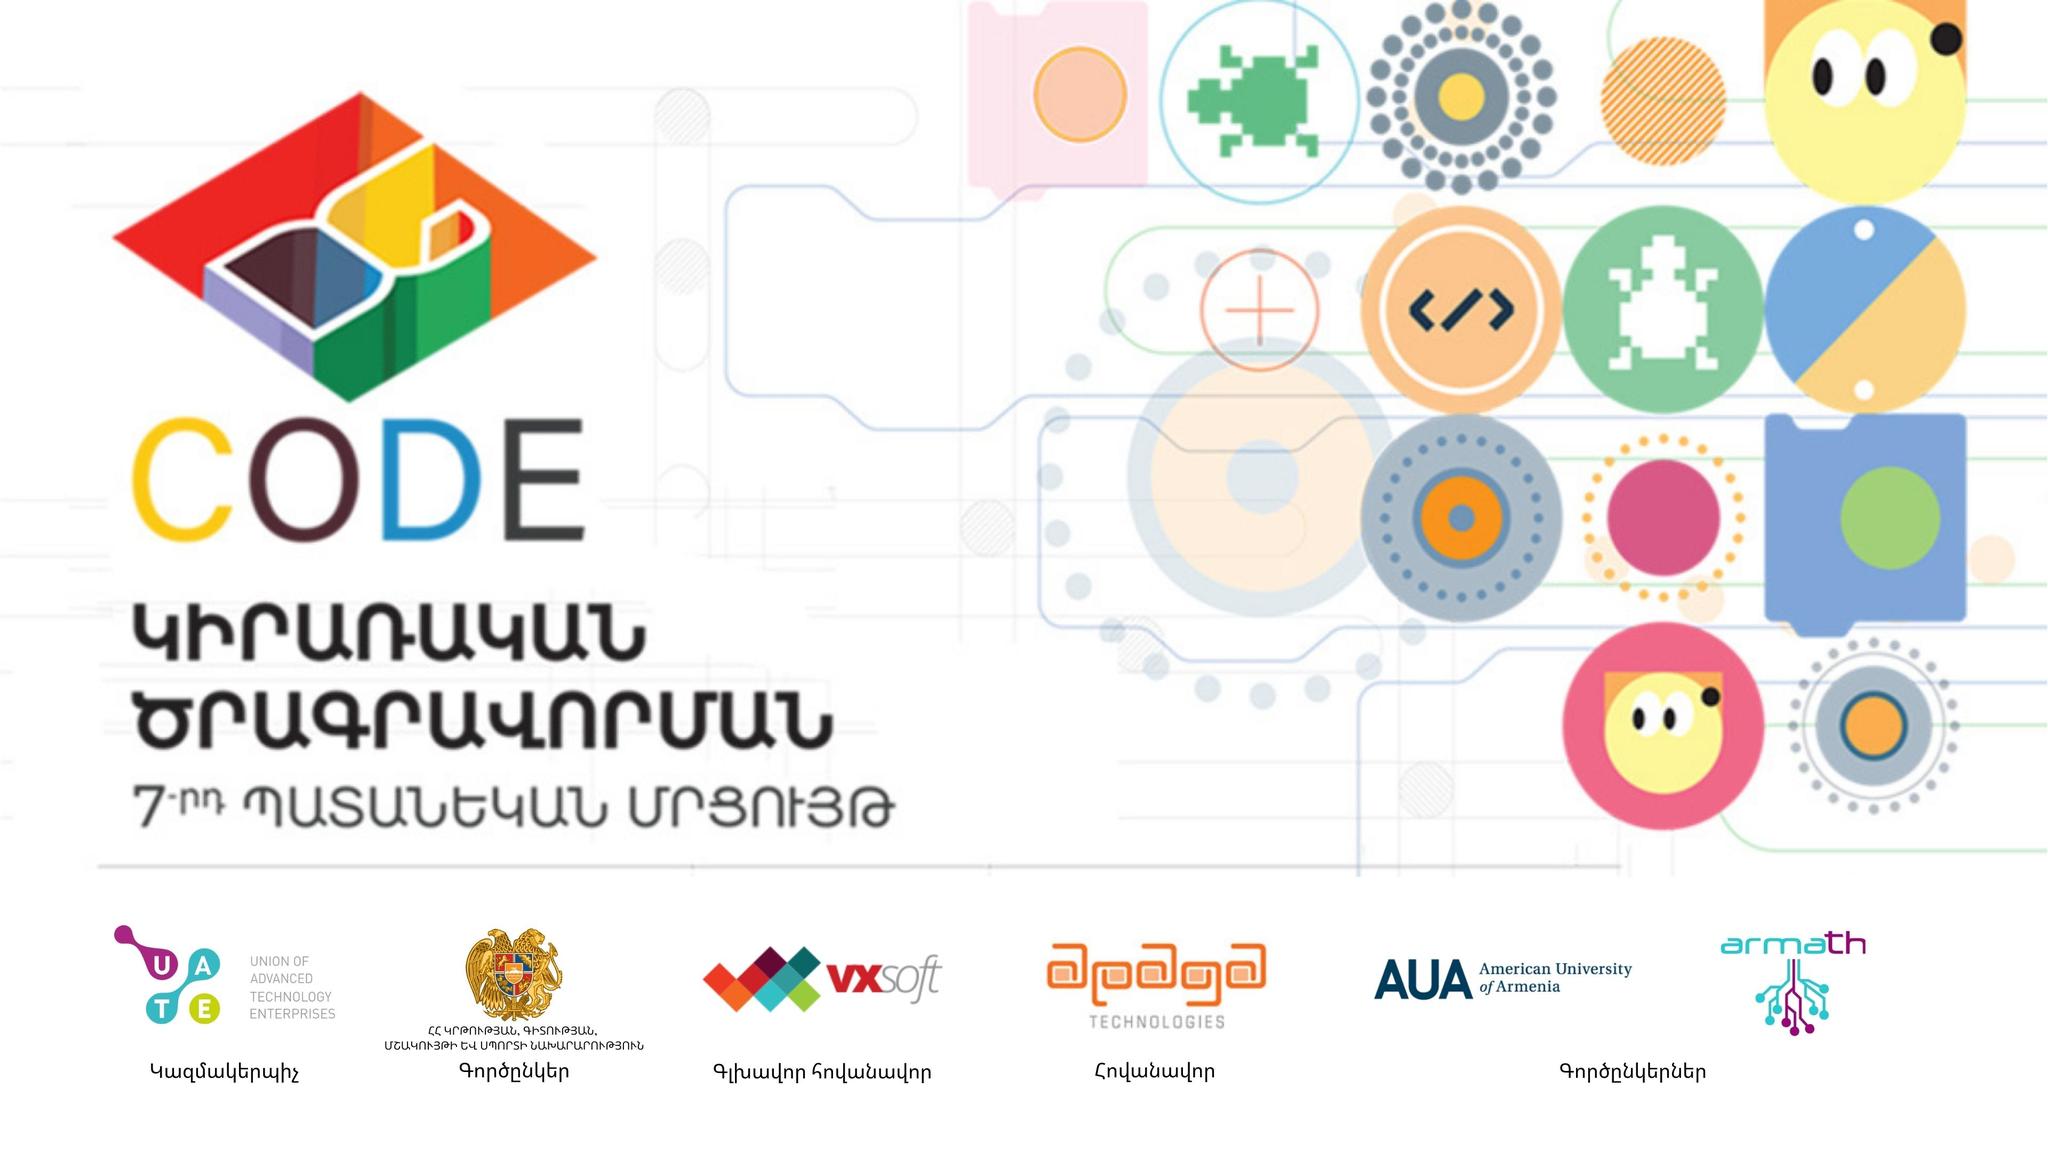 CODE
ԿԻՐԱՌԱԿԱՆ
ԾՐԱԳՐԱՎՈՐՄԱՆ
7-րդ ՊԱՏԱՆԵԿԱՆ ՄՐՑՈՒՅԹ
</>
U A T E
UNION OF
ADVANCED
TECHNOLOGY
ENTERPRISES
Կազմակերպիչ
ՀՀ ԿՐԹՈՒԹՅԱՆ, ԳԻՏՈՒԹՅԱՆ,
ՄՇԱԿՈՒՅԹԻ ԵՎ ՍՊՈՐՏԻ ՆԱԽԱՐԱՐՈՒԹՅՈՒՆ
Գործընկեր
VXsoft
Գլխավոր հովանավոր
apaga
TECHNOLOGIES
Հովանավոր
AUA American University
of Armenia
armath
Գործընկերներ